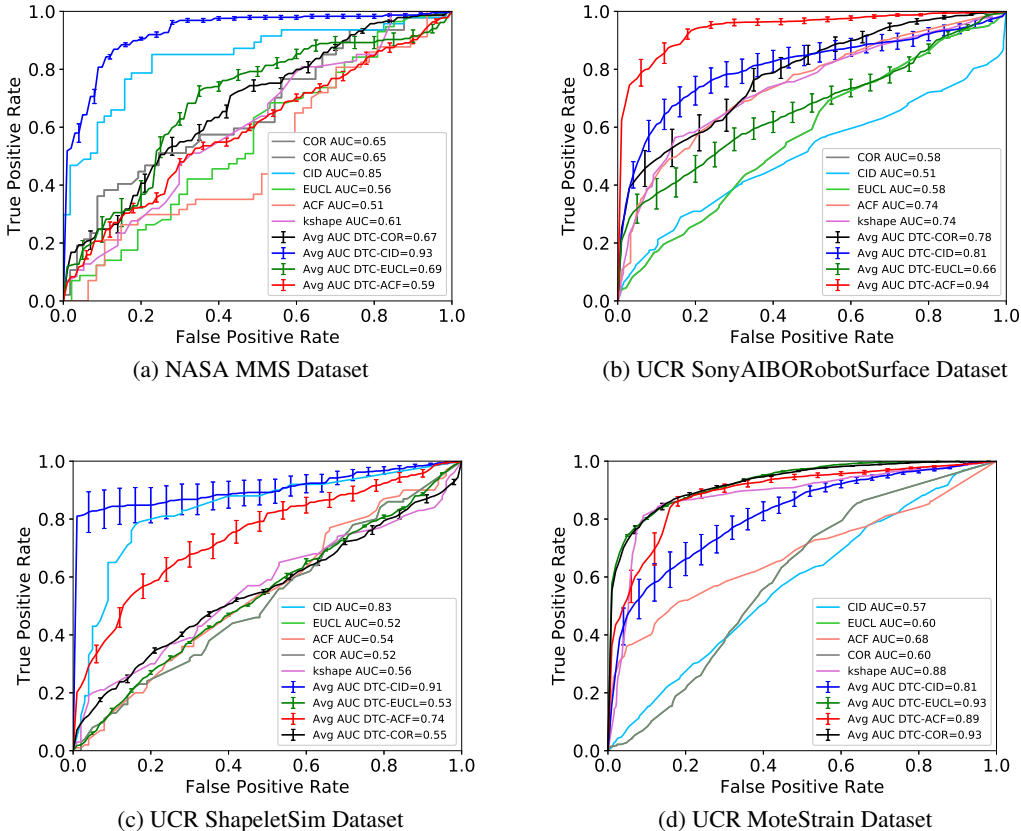 1.0
0.8
0.6
0.4
0.2
0.0
True Positive Rate
COR AUC=0.65
COR AUC=0.65
CID AUC=0.85
EUCL AUC=0.56
ACF AUC=0.51
kshape AUC=0.61
Avg AUC DTC-COR=0.67
Avg AUC DTC-CID=0.93
Avg AUC DTC-EUCL=0.69
Avg AUC DTC-ACF=0.59
0.0 0.2 0.4 0.6 0.8 1.0
False Positive Rate
(a) NASA MMS Dataset
1.0
0.8
0.6
0.4
0.2
0.0
True Positive Rate
COR AUC=0.58
CID AUC=0.51
EUCL AUC=0.58
ACF AUC=0.74
kshape AUC=0.74
Avg AUC DTC-COR=0.78
Avg AUC DTC-CID=0.81
Avg AUC DTC-EUCL=0.66
Avg AUC DTC-ACF=0.94
0.0 0.2 0.4 0.6 0.8 1.0
False Positive Rate
(b) UCR SonyAIBORobotSurface Dataset
1.0
0.8
0.6
0.4
0.2
0.0
True Positive Rate
CID AUC=0.83
EUCL AUC=0.52
ACF AUC=0.54
COR AUC=0.52
kshape AUC=0.56
Avg AUC DTC-CID=0.91
Avg AUC DTC-EUCL=0.53
Avg AUC DTC-ACF=0.74
Avg AUC DTC-COR=0.55
0.0 0.2 0.4 0.6 0.8 1.0
False Positive Rate
(c) UCR ShapeletSim Dataset
1.0
0.8
0.6
0.4
0.2
0.0
True Positive Rate
CID AUC=0.57
EUCL AUC=0.60
ACF AUC=0.68
COR AUC=0.60
kshape AUC=0.88
Avg AUC DTC-CID=0.81
Avg AUC DTC-EUCL=0.93
Avg AUC DTC-ACF=0.89
Avg AUC DTC-COR=0.93
0.0 0.2 0.4 0.6 0.8 1.0
False Positive Rate
(d) UCR MoteStrain Dataset